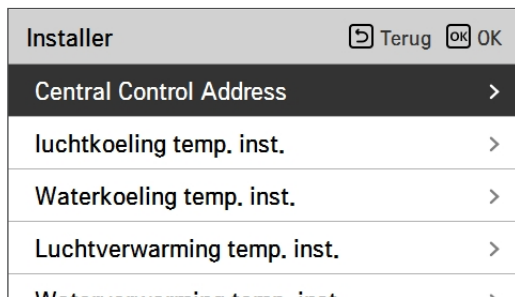 Installer Terug OK OK
Central Control Address >
luchtkoeling temp. inst. >
Waterkoeling temp. inst. >
Luchtverwarming temp. inst. >